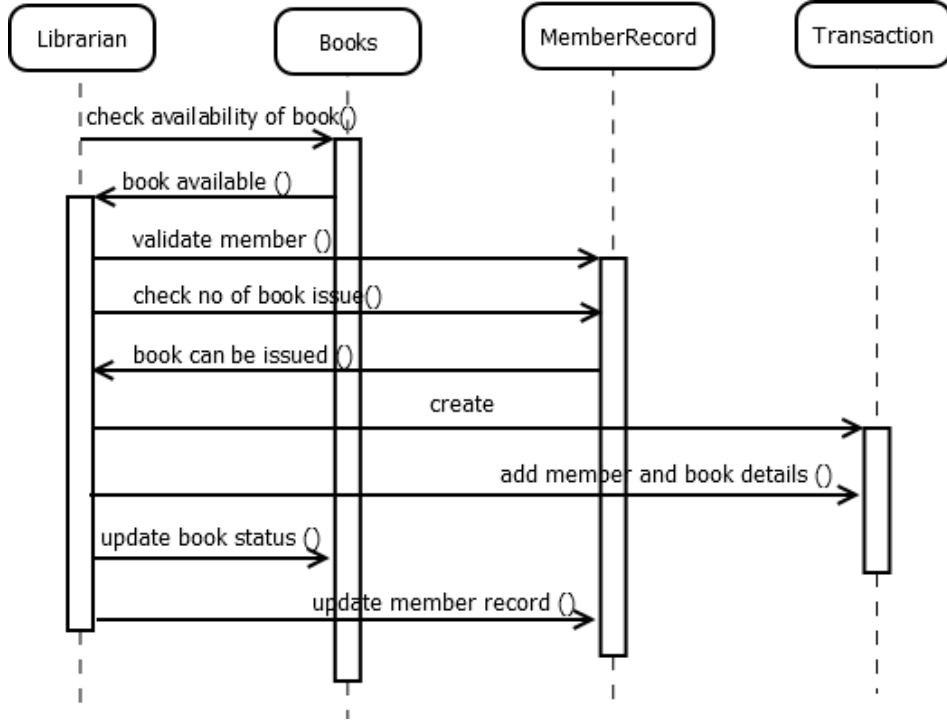 Librarian
Books
MemberRecord
Transaction
check availability of book()
book available ()
validate member ()
check no of book issue()
book can be issued ()
create
add member and book details ()
update book status ()
update member record ()